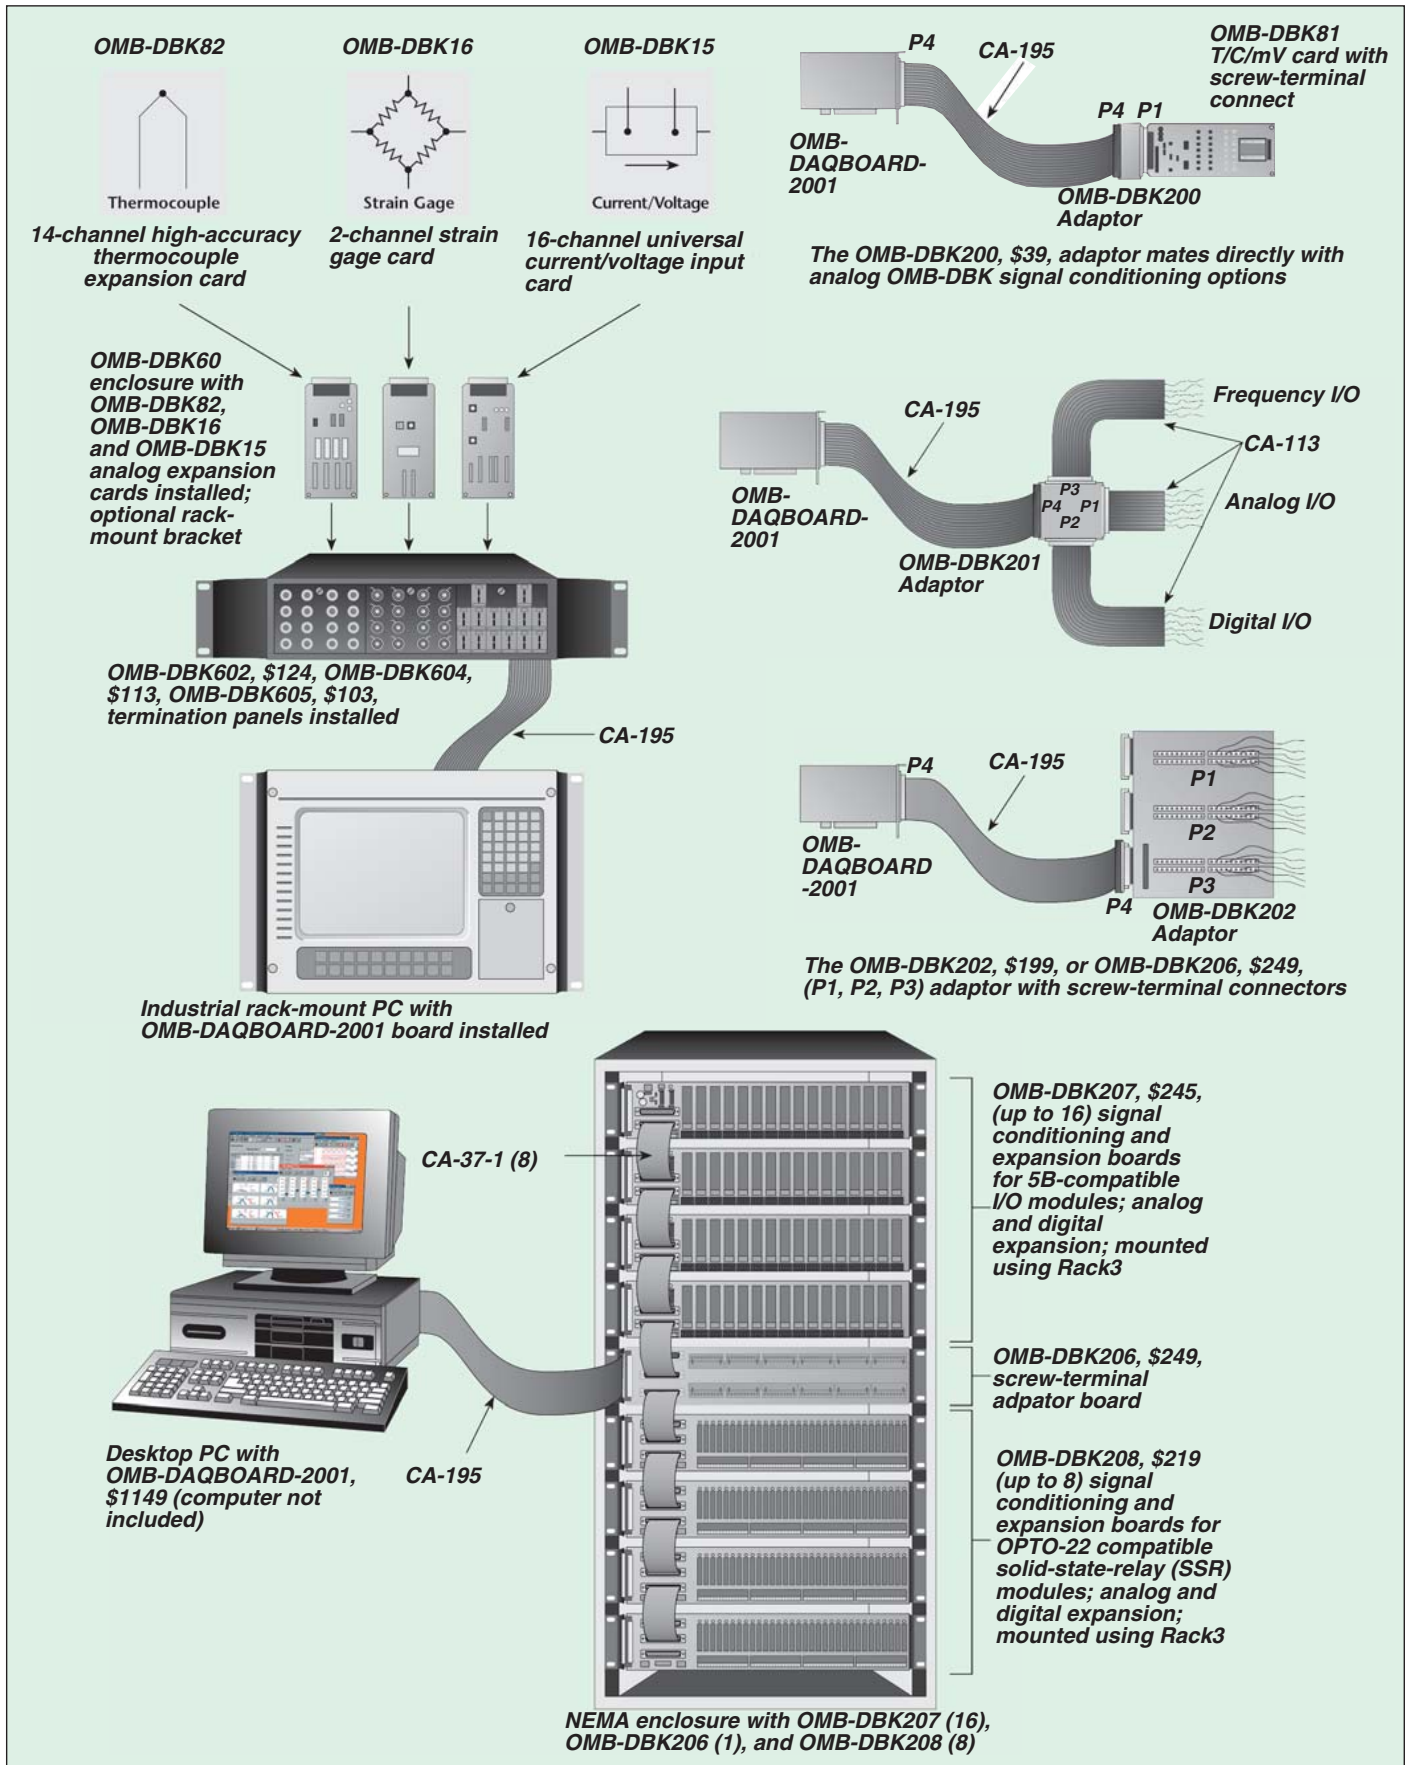 OMB-DBK82
OMB-DBK16
OMB-DBK15
Thermocouple
Strain Gage
Current/Voltage
14-channel high-accuracy
thermocouple
expansion card
2-channel strain
gage card
16-channel universal
current/voltage input
card
OMB-DBK60
enclosure with
OMB-DBK82,
OMB-DBK16
and OMB-DBK15
analog expansion
cards installed;
optional rack-
mount bracket
OMB-DBK602, $124, OMB-DBK604,
$113, OMB-DBK605, $103,
termination panels installed
CA-195
Industrial rack-mount PC with
OMB-DAQBOARD-2001 board installed
P4
CA-195
OMB-DBK81
T/C/mV card with
screw-terminal
connect
P4 P1
OMB-
DAQBOARD-
2001
OMB-DBK200
Adaptor
The OMB-DBK200, $39, adaptor mates directly with
analog OMB-DBK signal conditioning options
CA-195
Frequency I/O
CA-113
P3
P4 P1
P2
Analog I/O
OMB-
DAQBOARD-
2001
OMB-DBK201
Adaptor
Digital I/O
P4
CA-195
P1
P2
P3
OMB-
DAQBOARD
-2001
P4
OMB-DBK202
Adaptor
The OMB-DBK202, $199, or OMB-DBK206, $249,
(P1, P2, P3) adaptor with screw-terminal connectors
CA-37-1 (8)
OMB-DBK207, $245,
(up to 16) signal
conditioning and
expansion boards
for 5B-compatible
I/O modules; analog
and digital
expansion; mounted
using Rack3
OMB-DBK206, $249,
screw-terminal
adpator board
Desktop PC with
OMB-DAQBOARD-2001,
$1149 (computer not
included)
CA-195
OMB-DBK208, $219
(up to 8) signal
conditioning and
expansion boards for
OPTO-22 compatible
solid-state-relay (SSR)
modules; analog and
digital expansion;
mounted using Rack3
NEMA enclosure with OMB-DBK207 (16),
OMB-DBK206 (1), and OMB-DBK208 (8)